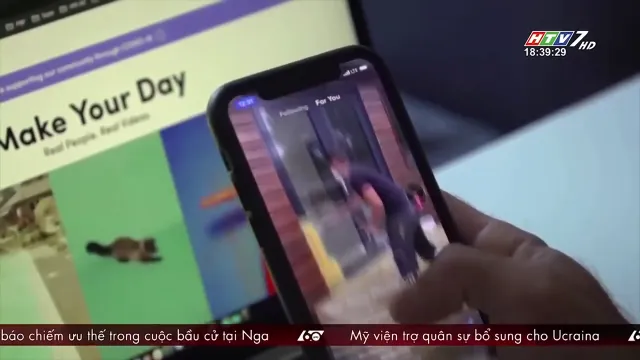 HTV7 HD
18:39:29
supporting our community through COVID-19
Make Your Day
Real People. Real Videos.
Following For You
báo chiếm ưu thế trong cuộc bầu cử tại Nga 60 Mỹ viện trợ quân sự bổ sung cho Ucraina